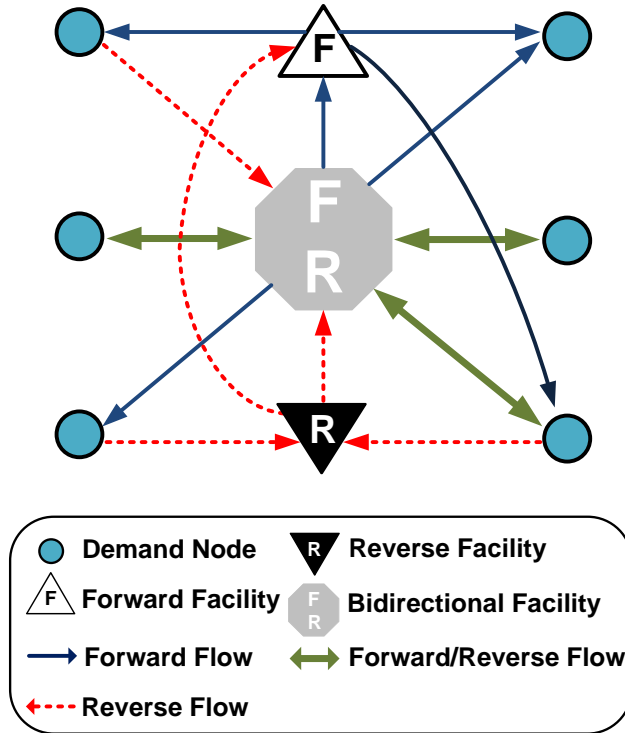 F
F
R
R
Demand Node
R
Reverse Facility
F
Forward Facility
F
R
Bidirectional Facility
Forward Flow
Forward/Reverse Flow
Reverse Flow